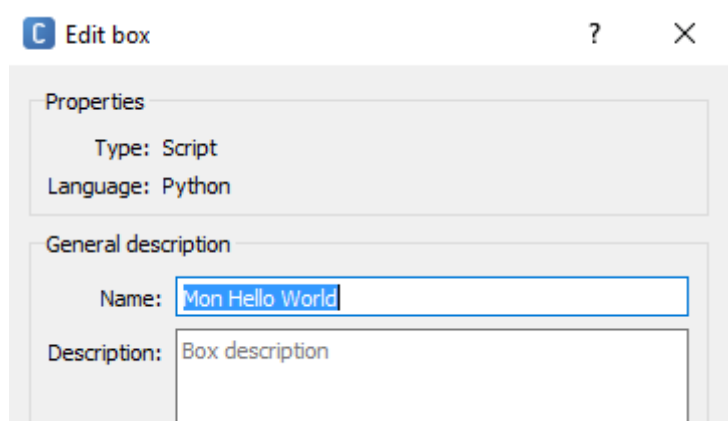 C Edit box ? ×
Properties
Type: Script
Language: Python
General description
Name: Mon Hello World
Description: Box description